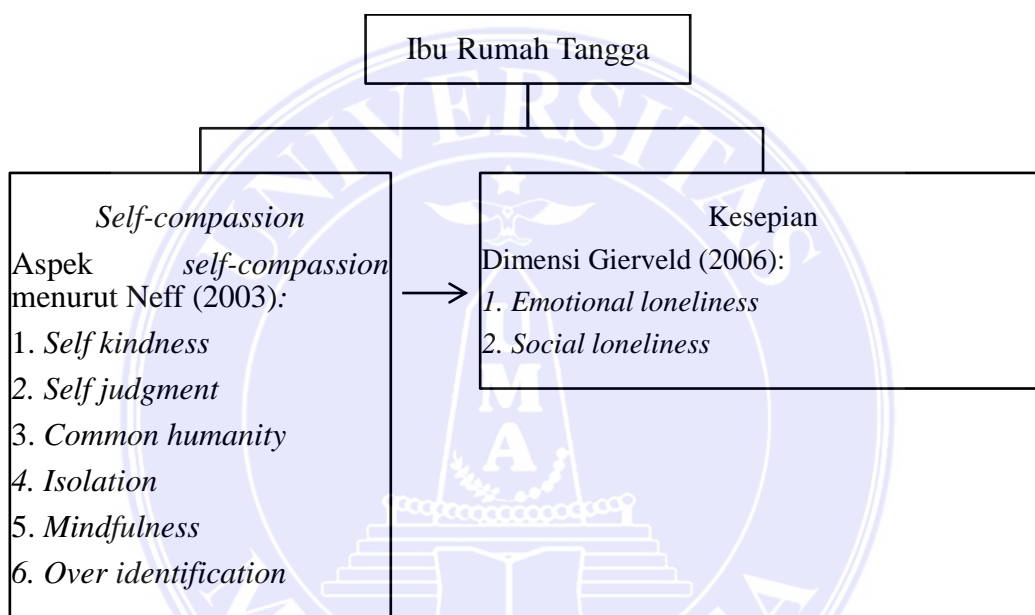 Ibu Rumah Tangga
Self-compassion
Aspek self-compassion
menurut Neff (2003):
1. Self kindness
2. Self judgment
3. Common humanity
4. Isolation
5. Mindfulness
6. Over identification
Kesepian
Dimensi Gierveld (2006):
1. Emotional loneliness
2. Social loneliness
UNIVERSITAS
M
A